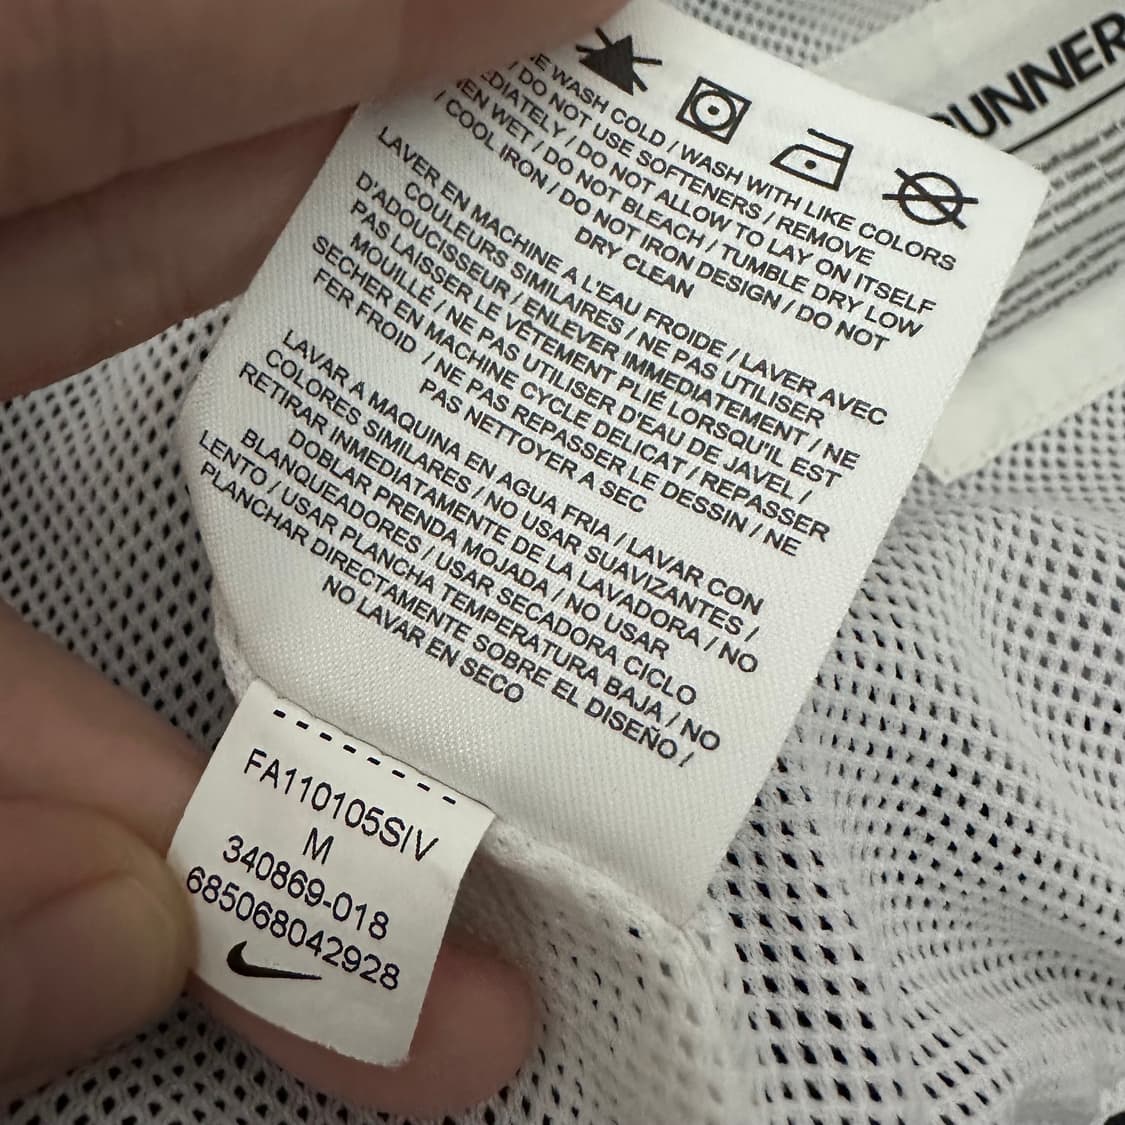 RUNNER
WASH COLD / WASH WITH LIKE COLORS
/ DO NOT USE SOFTENERS / REMOVE
/ DO NOT ALLOW TO LAY ON ITSELF
WET / DO NOT BLEACH / TUMBLE DRY LOW
/ COOL IRON / DO NOT IRON DESIGN / DO NOT
DRY CLEAN
LAVER EN MACHINE A L'EAU FROIDE / LAVER AVEC
COULEURS SIMILAIRES / NE PAS UTILISER
D'ADOUCISSEUR / ENLEVER IMMEDIATEMENT / NE
PAS LAISSER LE VÊTEMENT PLIÉ LORSQU'IL EST
MOUILLÉ / NE PAS UTILISER D'EAU DE JAVEL /
SECHER EN MACHINE CYCLE DELICAT / REPASSER
FER FROID / NE PAS REPASSER LE DESSIN / NE
PAS NETTOYER A SEC
LAVAR A MAQUINA EN AGUA FRIA / LAVAR CON
COLORES SIMILARES / NO USAR SUAVIZANTES /
RETIRAR INMEDIATAMENTE DE LA LAVADORA / NO
DOBLAR PRENDA MOJADA / NO USAR
BLANQUEADORES / USAR SECADORA CICLO
LENTO / USAR PLANCHA TEMPERATURA BAJA / NO
PLANCHAR DIRECTAMENTE SOBRE EL DISEÑO /
NO LAVAR EN SECO
FA110105SIV
M
340869-018
685068042928